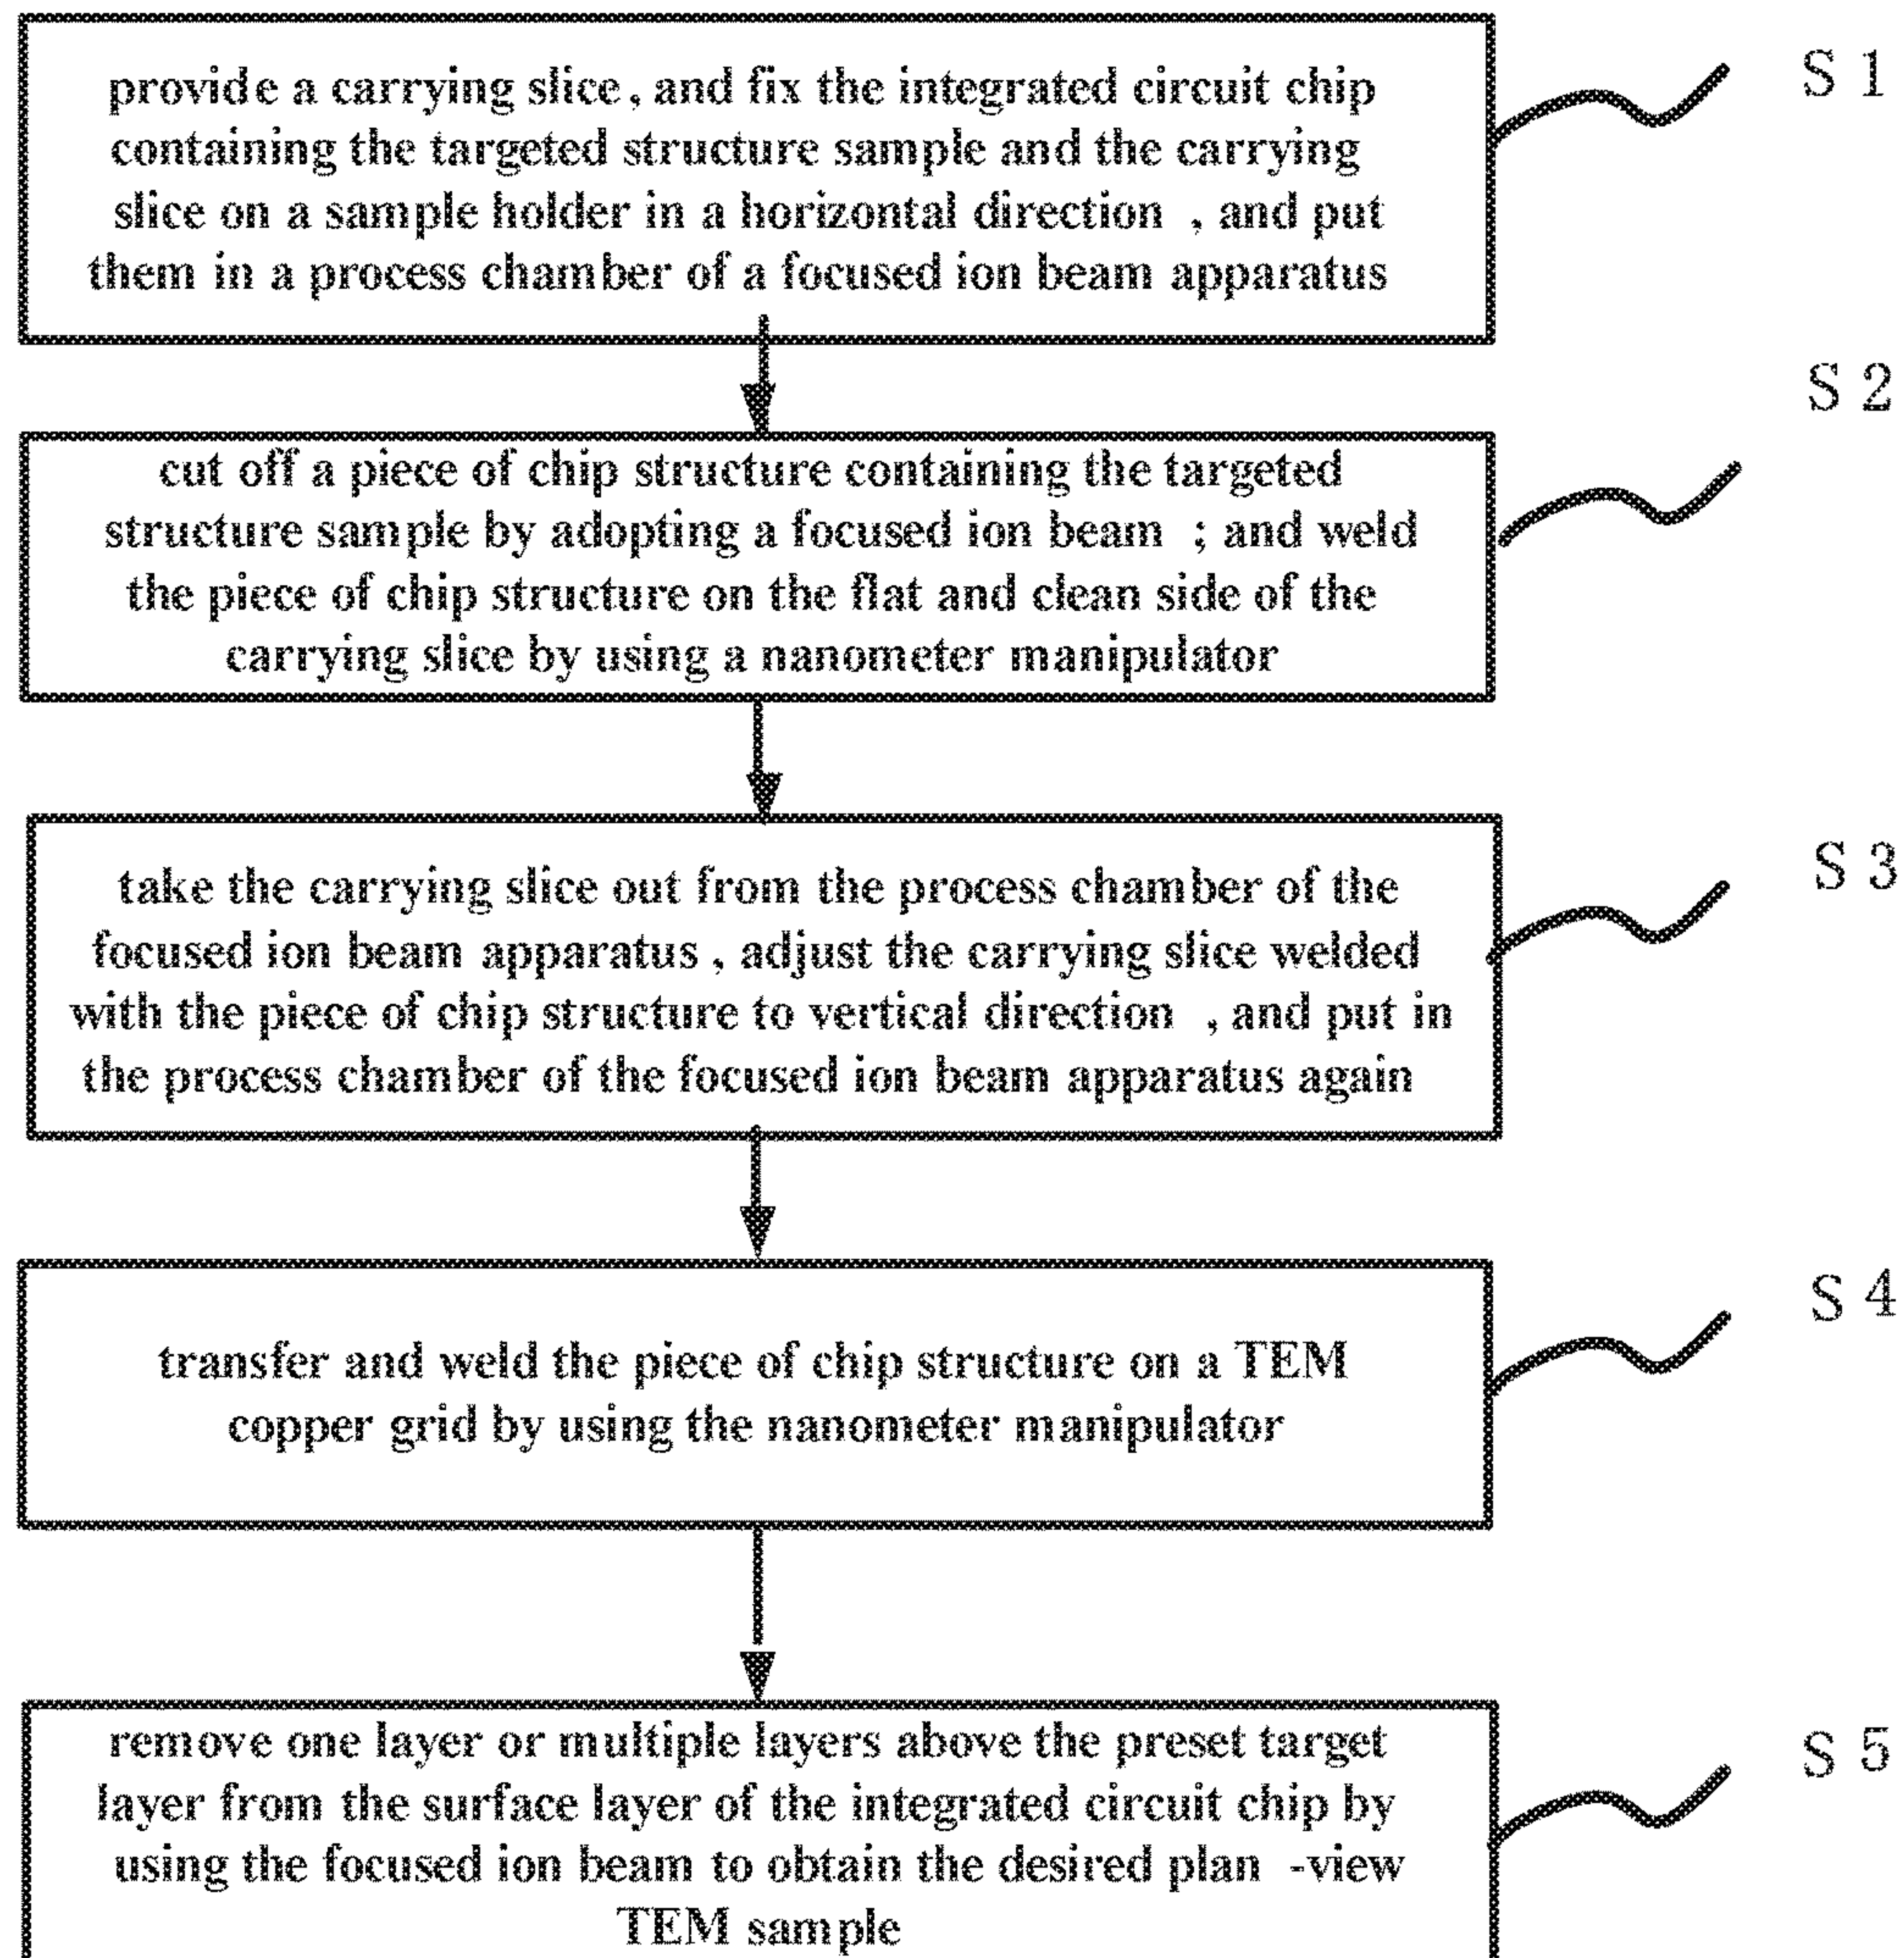 provide a carrying slice, and fix the integrated circuit chip
containing the targeted structure sample and the carrying
slice on a sample holder in a horizontal direction , and put
them in a process chamber of a focused ion beam apparatus
S 1
cut off a piece of chip structure containing the targeted
structure sample by adopting a focused ion beam ; and weld
the piece of chip structure on the flat and clean side of the
carrying slice by using a nanometer manipulator
S 2
take the carrying slice out from the process chamber of the
focused ion beam apparatus , adjust the carrying slice welded
with the piece of chip structure to vertical direction , and put in
the process chamber of the focused ion beam apparatus again
S 3
transfer and weld the piece of chip structure on a TEM
copper grid by using the nanometer manipulator
S 4
remove one layer or multiple layers above the preset target
layer from the surface layer of the integrated circuit chip by
using the focused ion beam to obtain the desired plan -view
TEM sample
S 5